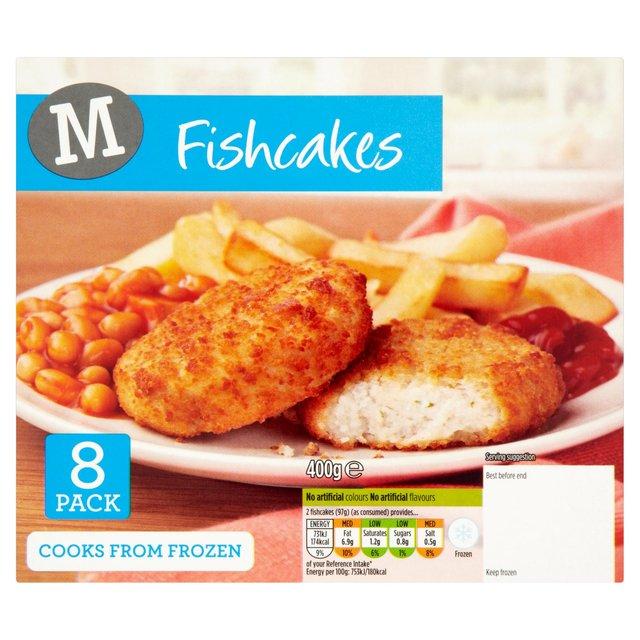 M
Fishcakes
8
PACK
COOKS FROM FROZEN
400g e
No artificial colours No artificial flavours
2 fishcakes (97g) (as consumed) provides...
ENERGY
731kJ
174kcal
9%
MED
Fat
6.9g
10%
LOW
Saturates
1.2g
6%
LOW
Sugars
0.8g
1%
MED
Salt
0.5g
8%
of your Reference Intake*
Energy per 100g: 753kJ/180kcal
Frozen
Serving suggestion
Best before end
Keep frozen